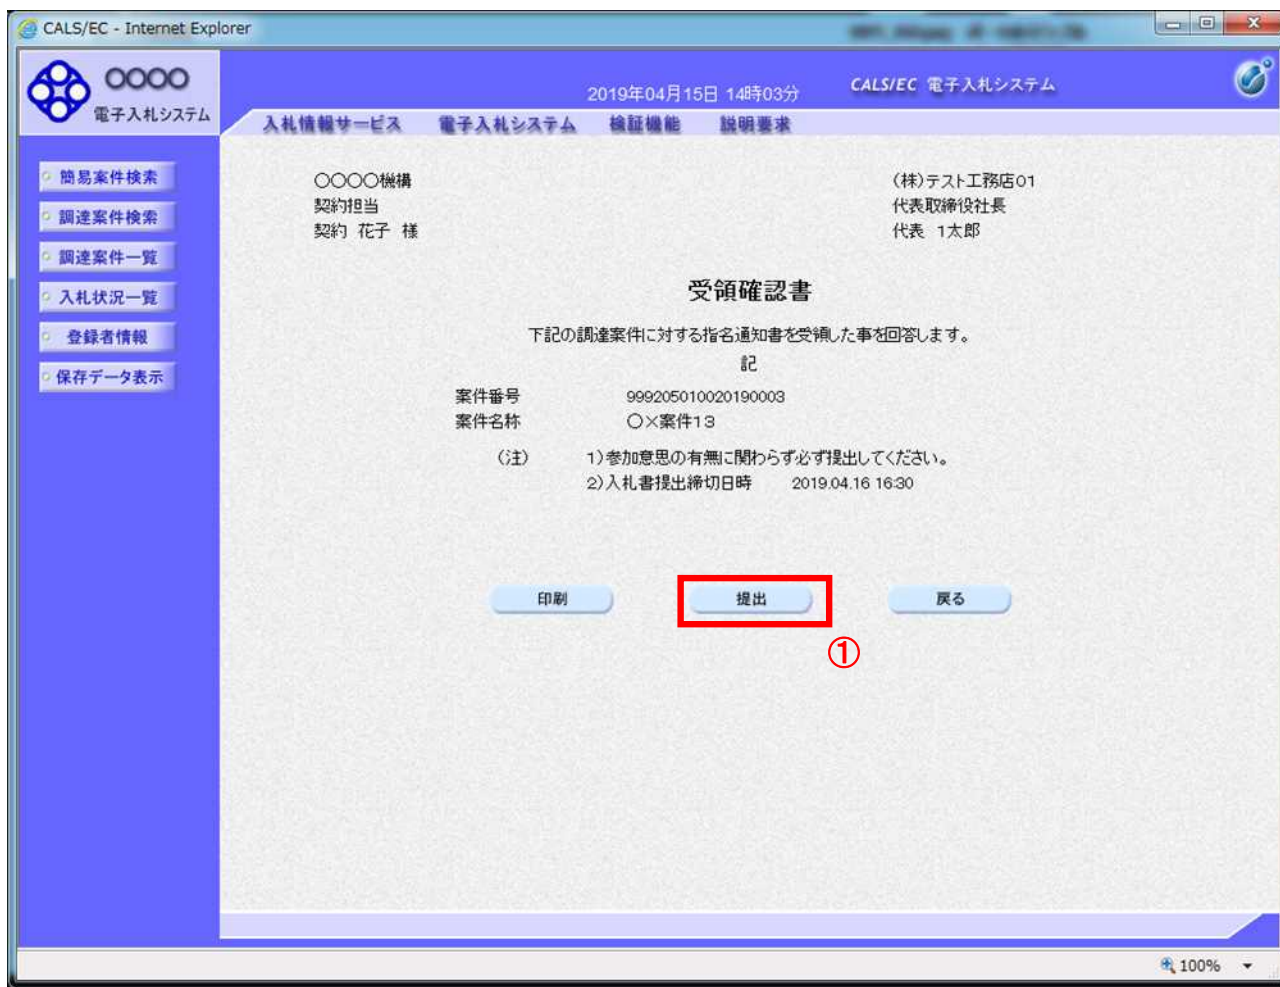 CALS/EC - Internet Explorer
〇〇〇〇
電子入札システム
2019年04月15日 14時03分
CALS/EC 電子入札システム
入札情報サービス 電子入札システム 検証機能 説明要求
簡易案件検索
調達案件検索
調達案件一覧
入札状況一覧
登録者情報
保存データ表示
〇〇〇〇機構
契約担当
契約 花子 様
(株)テスト工務店01
代表取締役社長
代表 1太郎
受領確認書
下記の調達案件に対する指名通知書を受領した事を回答します。
記
案件番号 999205010020190003
案件名称 〇×案件13
(注) 1)参加意思の有無に関わらず必ず提出してください。
2)入札書提出締切日時 2019.04.16 16:30
印刷 提出 戻る
①
100%